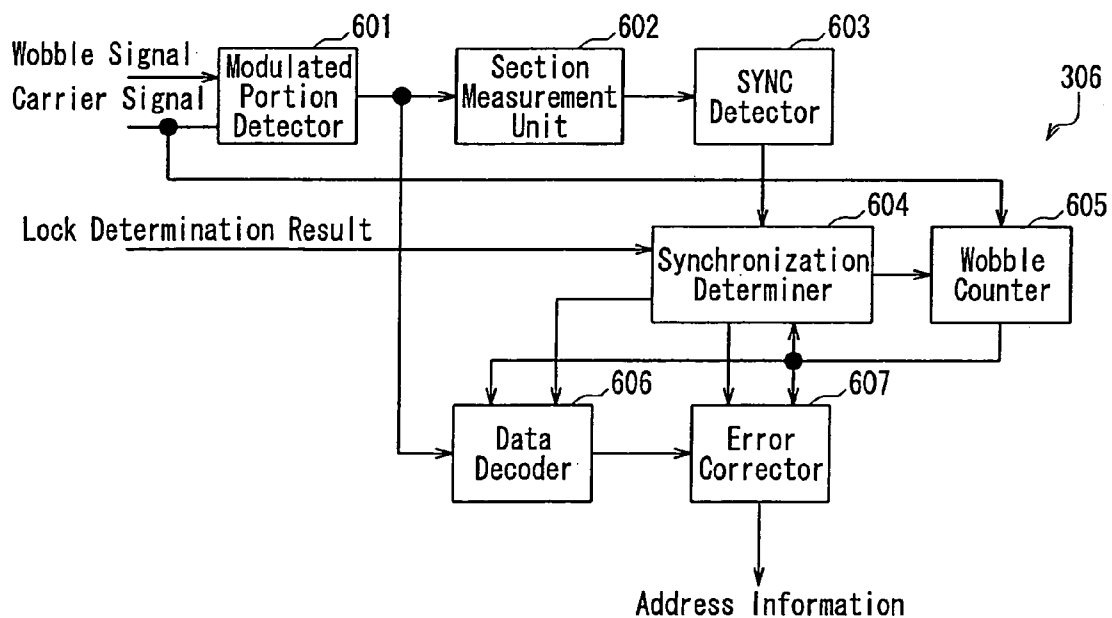 601
602
603
Wobble Signal
Carrier Signal
Modulated
Portion
Detector
Section
Measurement
Unit
SYNC
Detector
306
604
605
Lock Determination Result
Synchronization
Determiner
Wobble
Counter
606
607
Data
Decoder
Error
Corrector
Address Information